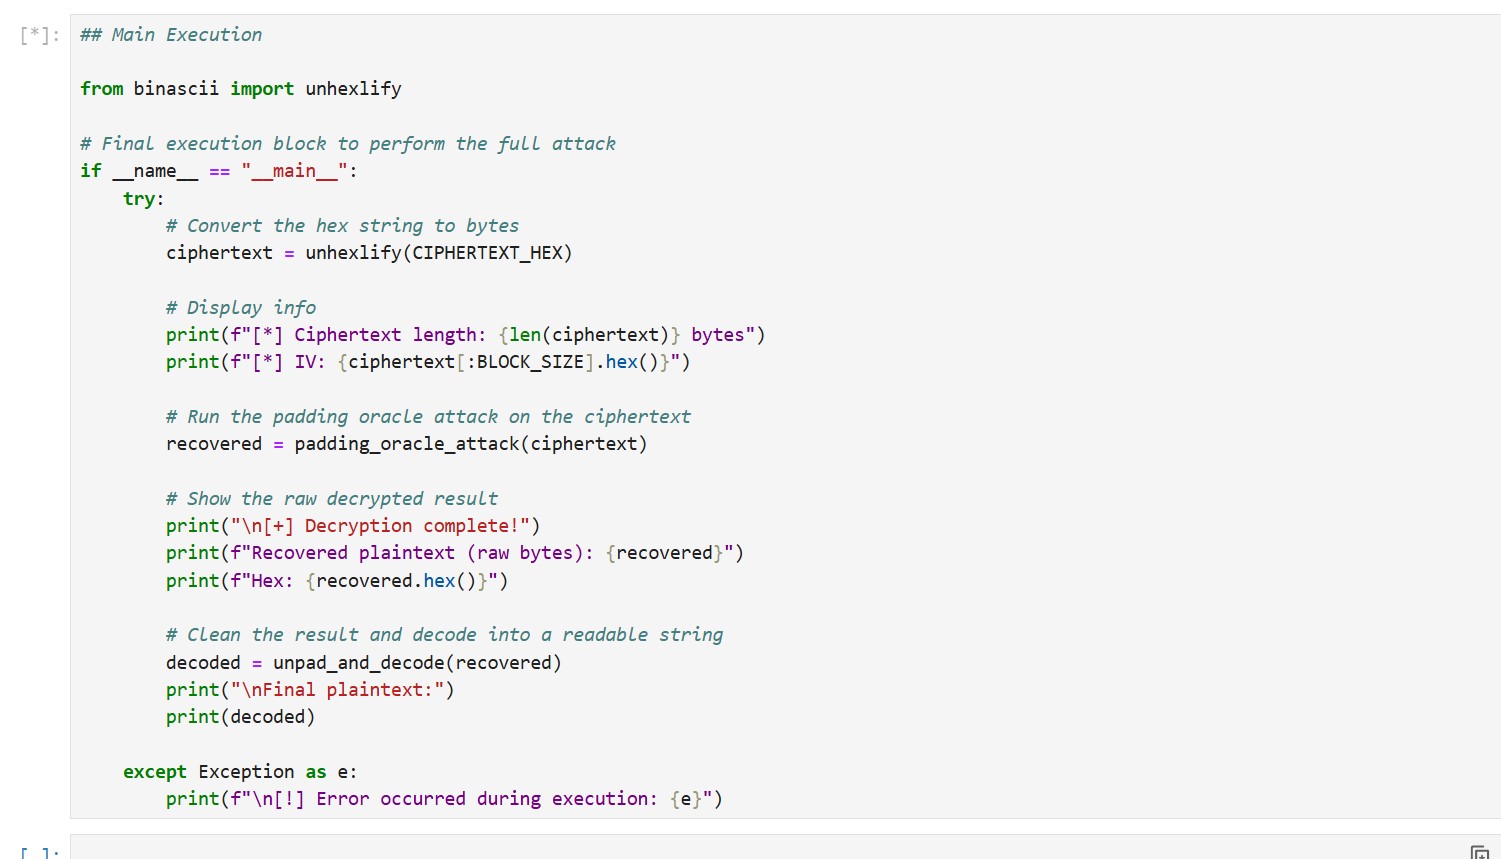 [*]:
## Main Execution
from binascii import unhexlify
# Final execution block to perform the full attack
if __name__ == "__main__":
    try:
        # Convert the hex string to bytes
        ciphertext = unhexlify(CIPHERTEXT_HEX)
        # Display info
        print(f"[*] Ciphertext length: {len(ciphertext)} bytes")
        print(f"[*] IV: {ciphertext[:BLOCK_SIZE].hex()}")
        # Run the padding oracle attack on the ciphertext
        recovered = padding_oracle_attack(ciphertext)
        # Show the raw decrypted result
        print("\n[+] Decryption complete!")
        print(f"Recovered plaintext (raw bytes): {recovered}")
        print(f"Hex: {recovered.hex()}")
        # Clean the result and decode into a readable string
        decoded = unpad_and_decode(recovered)
        print("\nFinal plaintext:")
        print(decoded)
    except Exception as e:
        print(f"\n[!] Error occurred during execution: {e}")
[ ]: